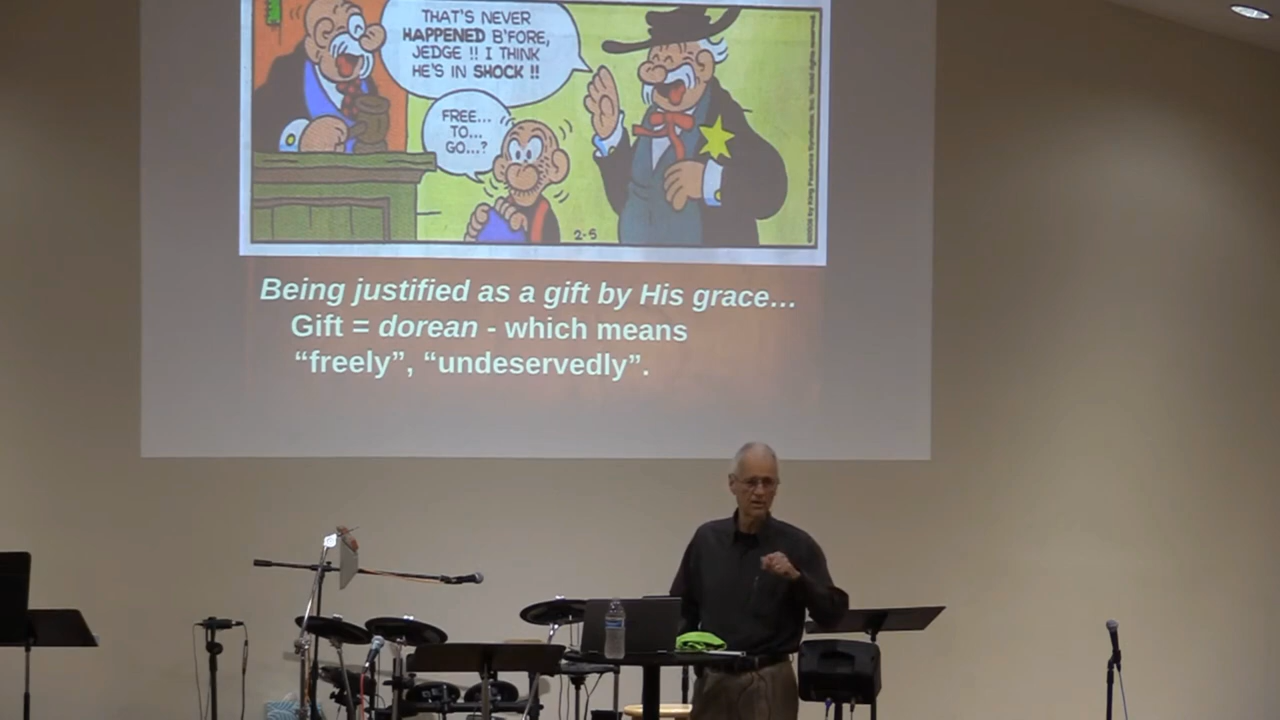 THAT'S NEVER
HAPPENED B'FORE,
JEDGE !! I THINK
HE'S IN SHOCK !!
FREE...
TO...
GO...?
2-5
Being justified as a gift by His grace…
Gift = dorean - which means
“freely”, “undeservedly”.